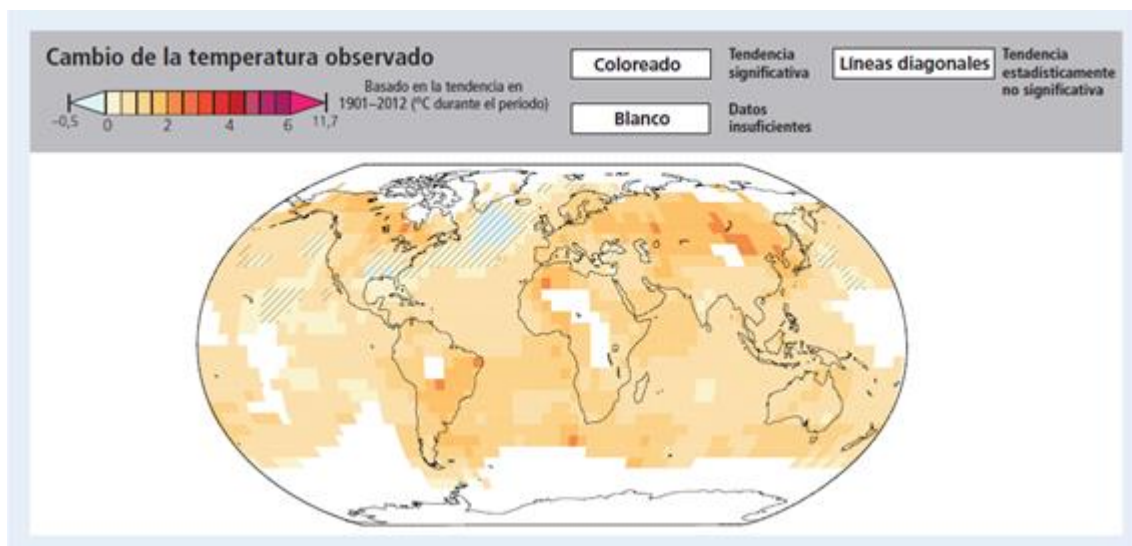 Cambio de la temperatura observado
Basado en la tendencia en
1901–2012 (ºC durante el periodo)
–0,5 0 2 4 6 11,7
Coloreado
Tendencia
significativa
Blanco
Datos
insuficientes
Líneas diagonales
Tendencia
estadísticamente
no significativa